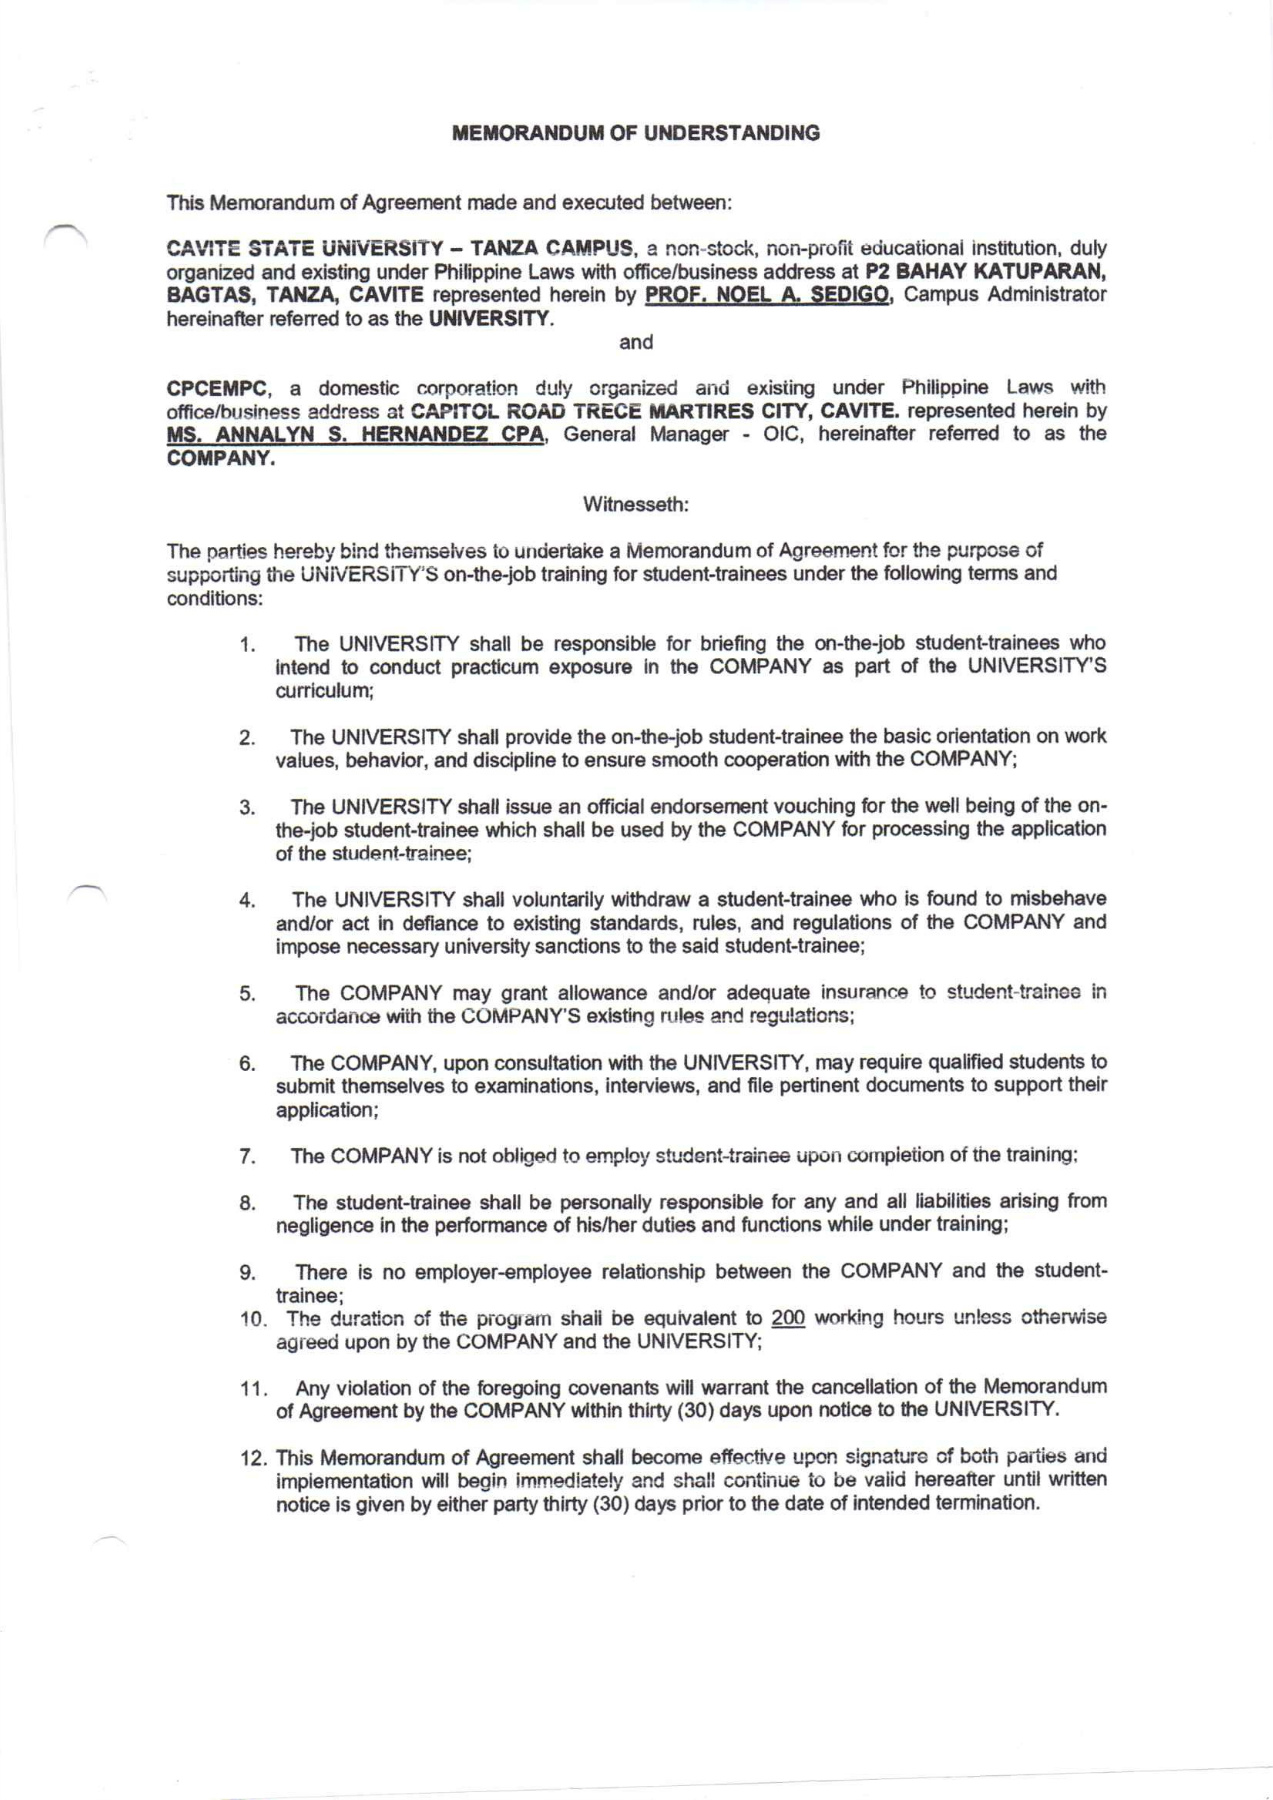 MEMORANDUM OF UNDERSTANDING
This Memorandum of Agreement made and executed between:
CAVITE STATE UNIVERSITY – TANZA CAMPUS, a non-stock, non-profit educational institution, duly
organized and existing under Philippine Laws with office/business address at P2 BAHAY KATUPARAN,
BAGTAS, TANZA, CAVITE represented herein by PROF. NOEL A. SEDIGO, Campus Administrator
hereinafter referred to as the UNIVERSITY.
and
CPCEMPC, a domestic corporation duly organized and existing under Philippine Laws with
office/business address at CAPITOL ROAD TRECE MARTIRES CITY, CAVITE. represented herein by
MS. ANNALYN S. HERNANDEZ CPA, General Manager - OIC, hereinafter referred to as the
COMPANY.
Witnesseth:
The parties hereby bind themselves to undertake a Memorandum of Agreement for the purpose of
supporting the UNIVERSITY'S on-the-job training for student-trainees under the following terms and
conditions:
1. The UNIVERSITY shall be responsible for briefing the on-the-job student-trainees who
intend to conduct practicum exposure in the COMPANY as part of the UNIVERSITY'S
curriculum;
2. The UNIVERSITY shall provide the on-the-job student-trainee the basic orientation on work
values, behavior, and discipline to ensure smooth cooperation with the COMPANY;
3. The UNIVERSITY shall issue an official endorsement vouching for the well being of the on-
the-job student-trainee which shall be used by the COMPANY for processing the application
of the student-trainee;
4. The UNIVERSITY shall voluntarily withdraw a student-trainee who is found to misbehave
and/or act in defiance to existing standards, rules, and regulations of the COMPANY and
impose necessary university sanctions to the said student-trainee;
5. The COMPANY may grant allowance and/or adequate insurance to student-trainee in
accordance with the COMPANY'S existing rules and regulations;
6. The COMPANY, upon consultation with the UNIVERSITY, may require qualified students to
submit themselves to examinations, interviews, and file pertinent documents to support their
application;
7. The COMPANY is not obliged to employ student-trainee upon completion of the training;
8. The student-trainee shall be personally responsible for any and all liabilities arising from
negligence in the performance of his/her duties and functions while under training;
9. There is no employer-employee relationship between the COMPANY and the student-
trainee;
10. The duration of the program shall be equivalent to 200 working hours unless otherwise
agreed upon by the COMPANY and the UNIVERSITY;
11. Any violation of the foregoing covenants will warrant the cancellation of the Memorandum
of Agreement by the COMPANY within thirty (30) days upon notice to the UNIVERSITY.
12. This Memorandum of Agreement shall become effective upon signature of both parties and
implementation will begin immediately and shall continue to be valid hereafter until written
notice is given by either party thirty (30) days prior to the date of intended termination.